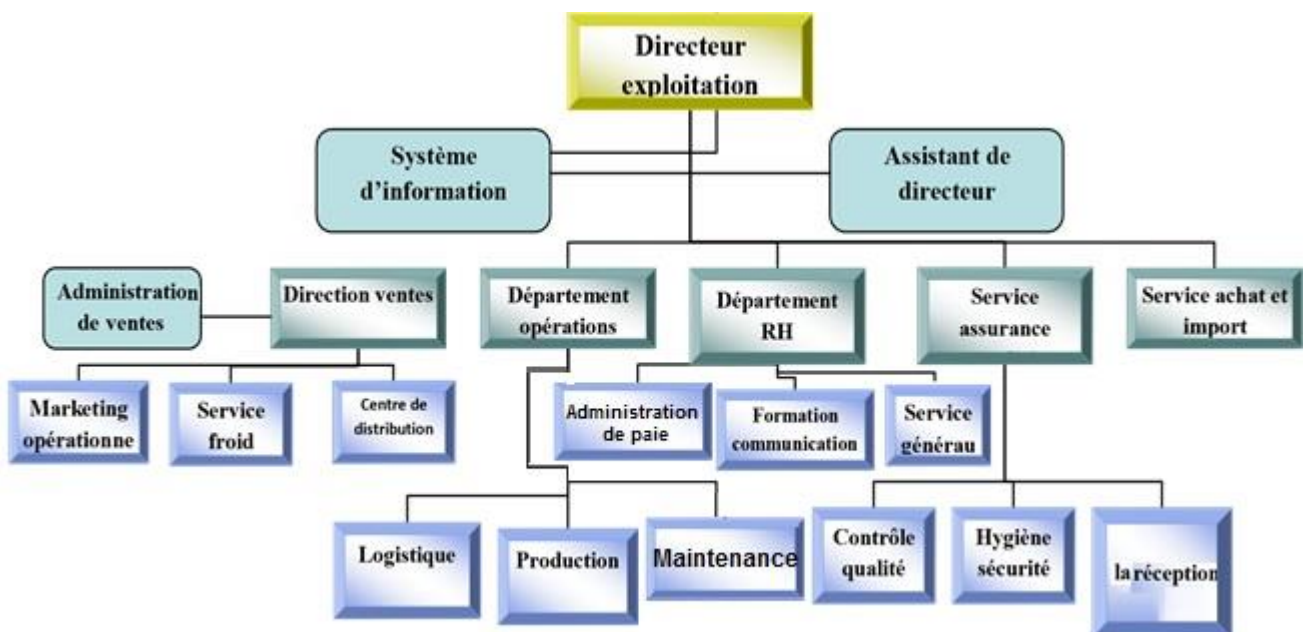 Directeur
exploitation
Système
d’information
Assistant de
directeur
Administration
de ventes
Direction ventes
Département
opérations
Département
RH
Service
assurance
Service achat et
import
Marketing
opérationne
Service
froid
Centre de
distribution
Administration
de paie
Formation
communication
Service
générau
Logistique
Production
Maintenance
Contrôle
qualité
Hygiène
sécurité
la réception